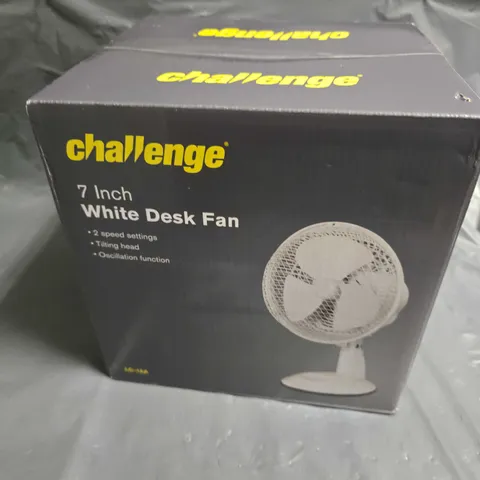 challenge
challenge
challenge
7 Inch
White Desk Fan
• 2 speed settings
• Tilting head
• Oscillation function